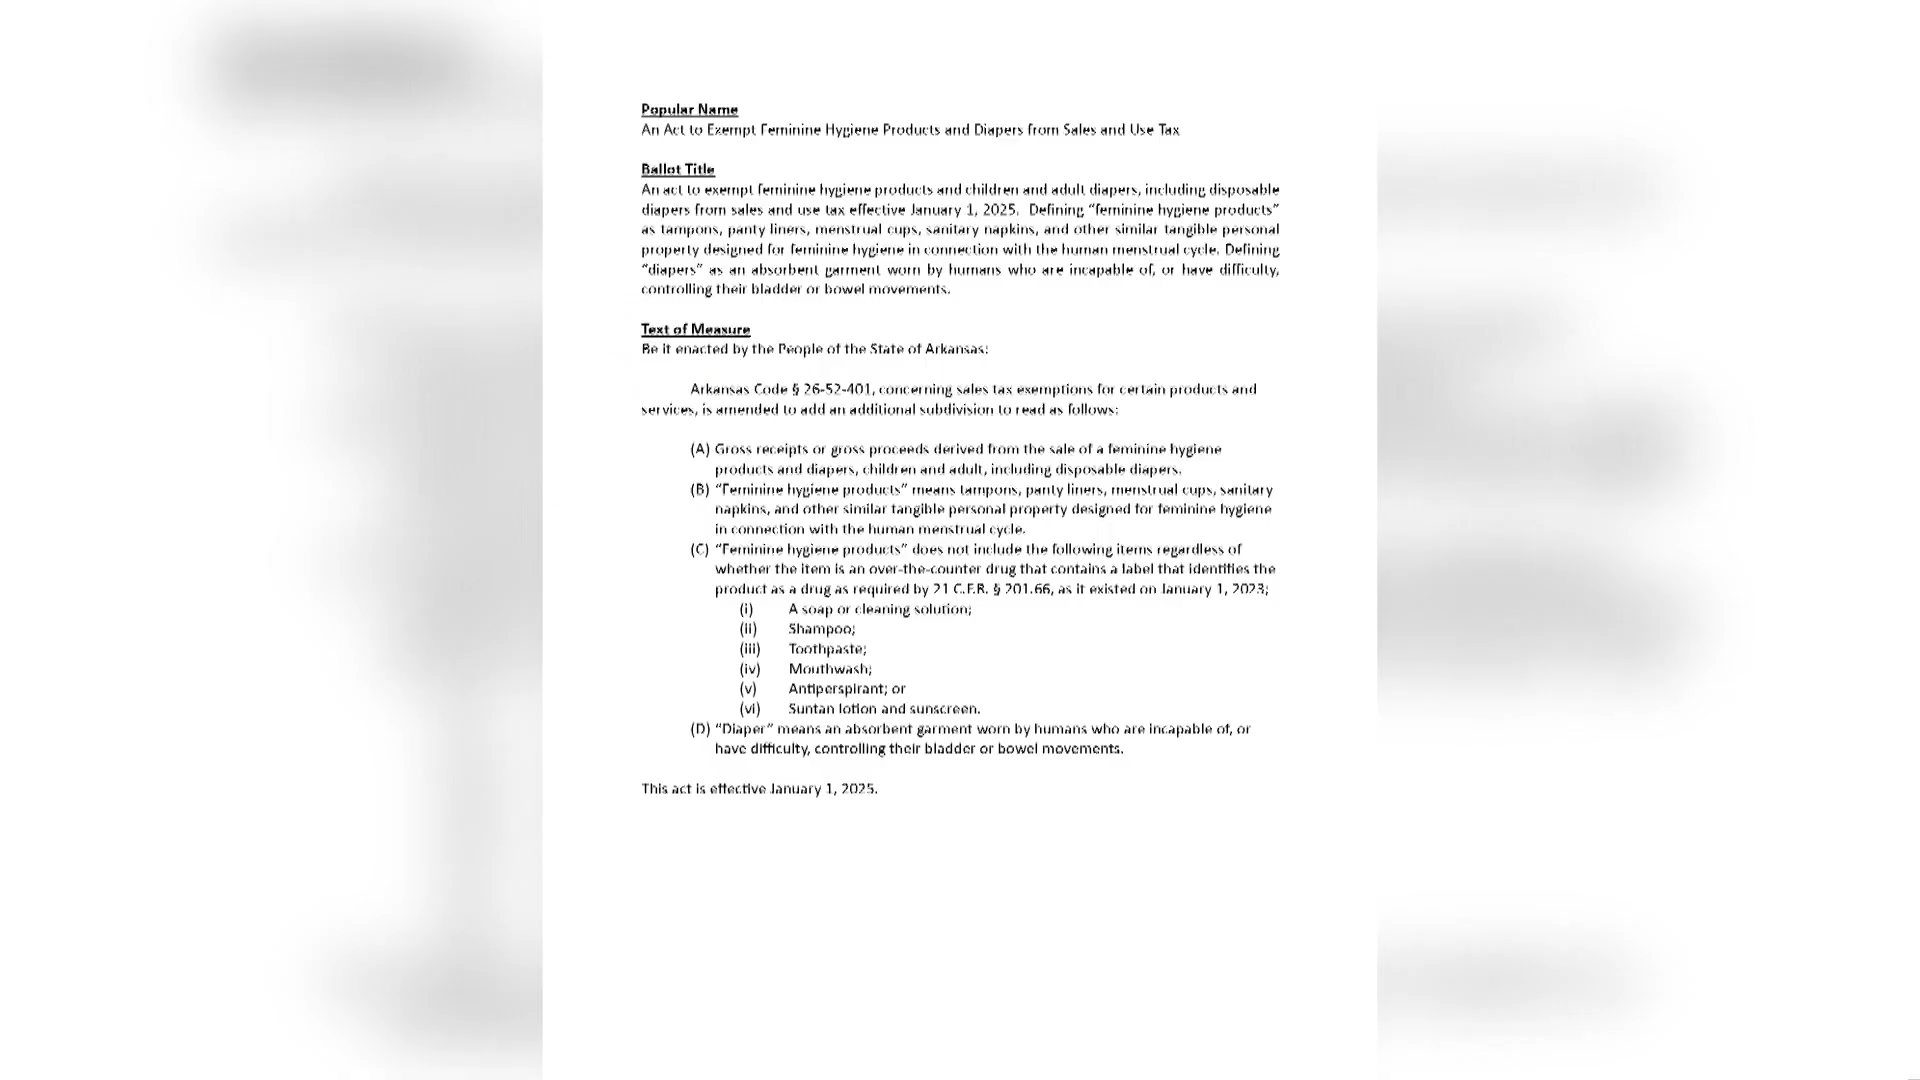 Popular Name
An Act to Exempt Feminine Hygiene Products and Diapers from Sales and Use Tax
Ballot Title
An act to exempt feminine hygiene products and children and adult diapers, including disposable
diapers from sales and use tax effective January 1, 2025. Defining “feminine hygiene products”
as tampons, panty liners, menstrual cups, sanitary napkins, and other similar tangible personal
property designed for feminine hygiene in connection with the human menstrual cycle. Defining
“diapers” as an absorbent garment worn by humans who are incapable of, or have difficulty,
controlling their bladder or bowel movements.
Text of Measure
Be it enacted by the People of the State of Arkansas:
Arkansas Code § 26-52-401, concerning sales tax exemptions for certain products and
services, is amended to add an additional subdivision to read as follows:
(A) Gross receipts or gross proceeds derived from the sale of a feminine hygiene
products and diapers, children and adult, including disposable diapers.
(B) “Feminine hygiene products” means tampons, panty liners, menstrual cups, sanitary
napkins, and other similar tangible personal property designed for feminine hygiene
in connection with the human menstrual cycle.
(C) “Feminine hygiene products” does not include the following items regardless of
whether the item is an over-the-counter drug that contains a label that identifies the
product as a drug as required by 21 C.F.R. § 201.66, as it existed on January 1, 2023;
(i) A soap or cleaning solution;
(ii) Shampoo;
(iii) Toothpaste;
(iv) Mouthwash;
(v) Antiperspirant; or
(vi) Suntan lotion and sunscreen.
(D) “Diaper” means an absorbent garment worn by humans who are incapable of, or
have difficulty, controlling their bladder or bowel movements.
This act is effective January 1, 2025.